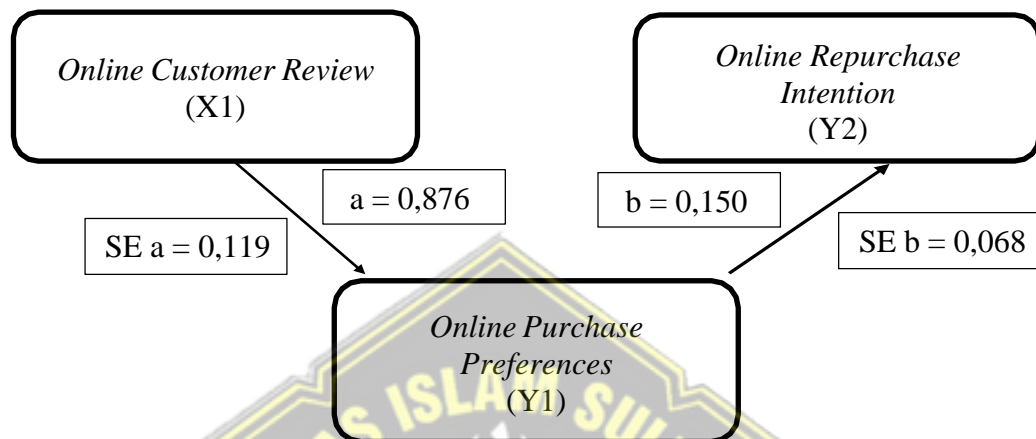 Online Customer Review
(X1)
Online Repurchase
Intention
(Y2)
a = 0,876
b = 0,150
SE a = 0,119
SE b = 0,068
Online Purchase
Preferences
(Y1)
ISLAM